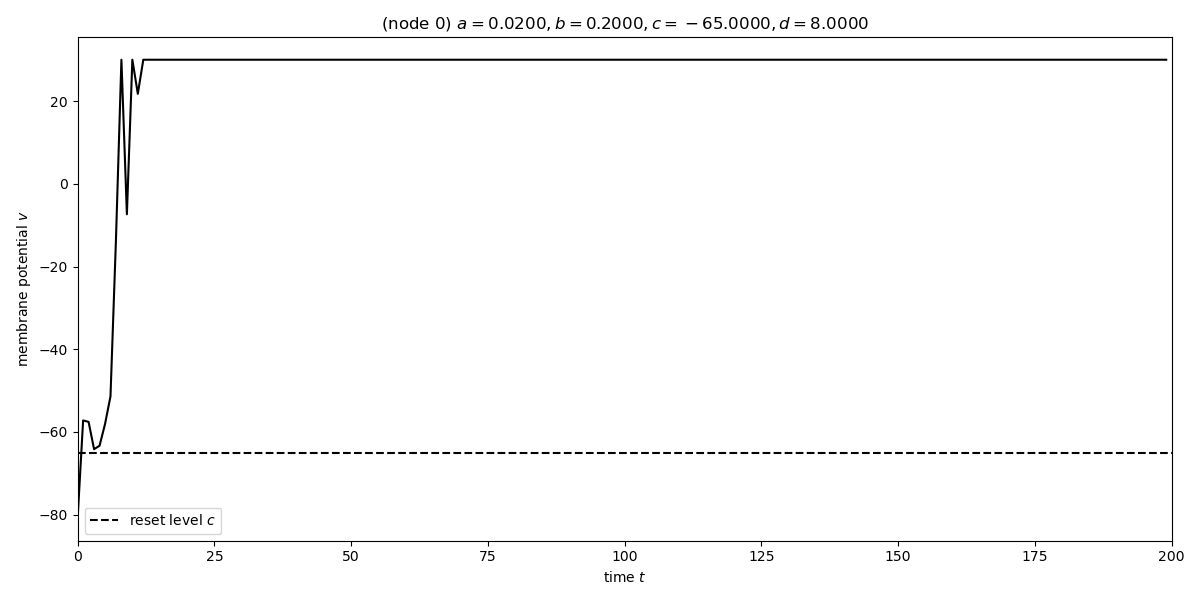 (node 0) a = 0.0200, b = 0.2000, c = −65.0000, d = 8.0000
membrane potential v
20
0
−20
−40
−60
−80
reset level c
0 25 50 75 100 125 150 175 200
time t